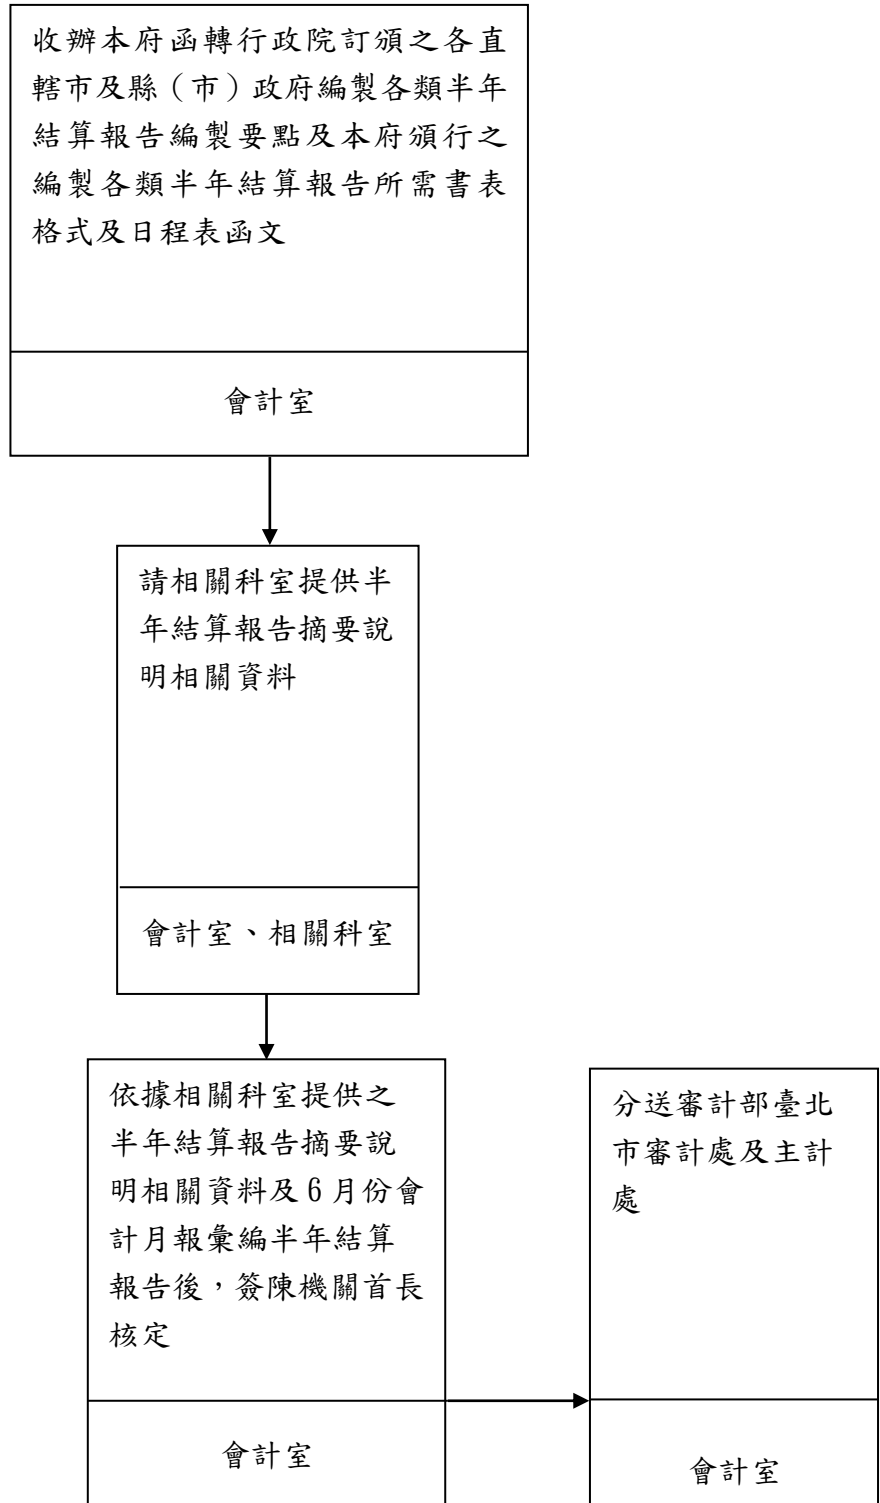 收辦本府函轉行政院訂頒之各直
轄市及縣（市）政府編製各類半年
結算報告編製要點及本府頒行之
編製各類半年結算報告所需書表
格式及日程表函文
會計室
請相關科室提供半
年結算報告摘要說
明相關資料
會計室、相關科室
依據相關科室提供之
半年結算報告摘要說
明相關資料及6月份會
計月報彙編半年結算
報告後，簽陳機關首長
核定
會計室
分送審計部臺北
市審計處及主計
處
會計室